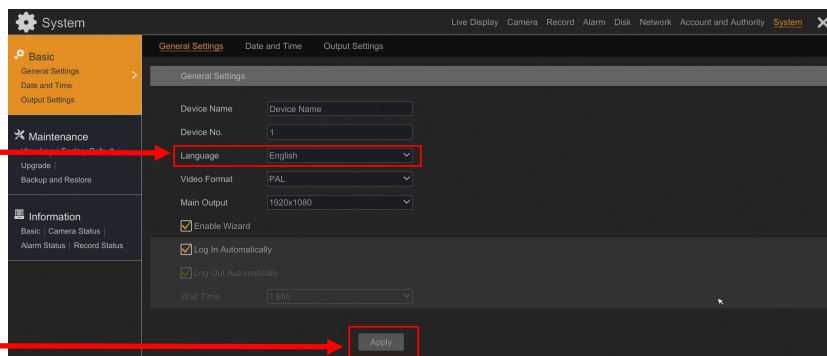 System
Live Display Camera Record Alarm Disk Network Account and Authority System X
Basic
General Settings
Date and Time
Output Settings
Maintenance
Upgrade |
Backup and Restore
Information
Basic | Camera Status |
Alarm Status | Record Status
General Settings Date and Time Output Settings
General Settings
Device Name Device Name
Device No. 1
Language English
Video Format PAL
Main Output 1920x1080
Enable Wizard
Log In Automatically
Log Out Automatically
Wait Time 1 Min
Apply